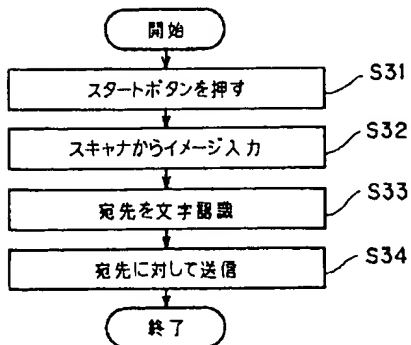 開始
スタートボタンを押す
S31
スキャナからイメージ入力
S32
宛先を文字認識
S33
宛先に対して送信
S34
終了